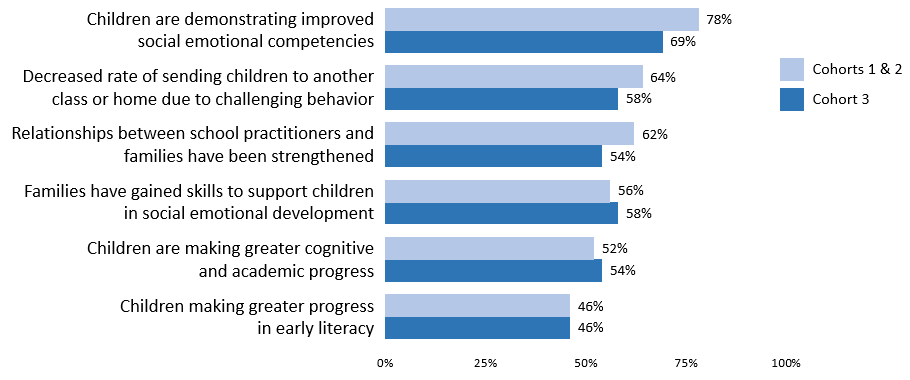 Children are demonstrating improved
social emotional competencies
78%
69%
Decreased rate of sending children to another
class or home due to challenging behavior
64%
58%
Relationships between school practitioners and
families have been strengthened
62%
54%
Families have gained skills to support children
in social emotional development
56%
58%
Children are making greater cognitive
and academic progress
52%
54%
Children making greater progress
in early literacy
46%
46%
0% 25% 50% 75% 100%
Cohorts 1 & 2
Cohort 3